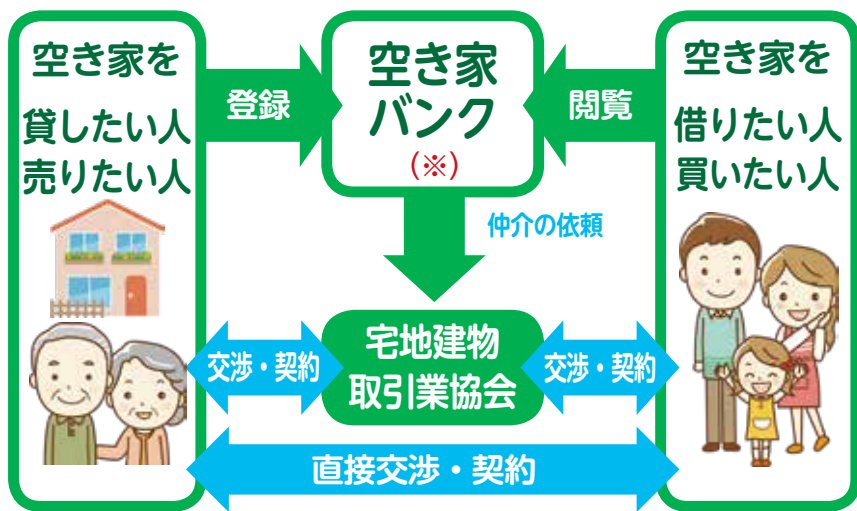 空き家を
貸したい人
売りたい人
登録
空き家
バンク
(※)
閲覧
空き家を
借りたい人
買いたい人
仲介の依頼
交渉・契約
宅地建物
取引業協会
交渉・契約
直接交渉・契約